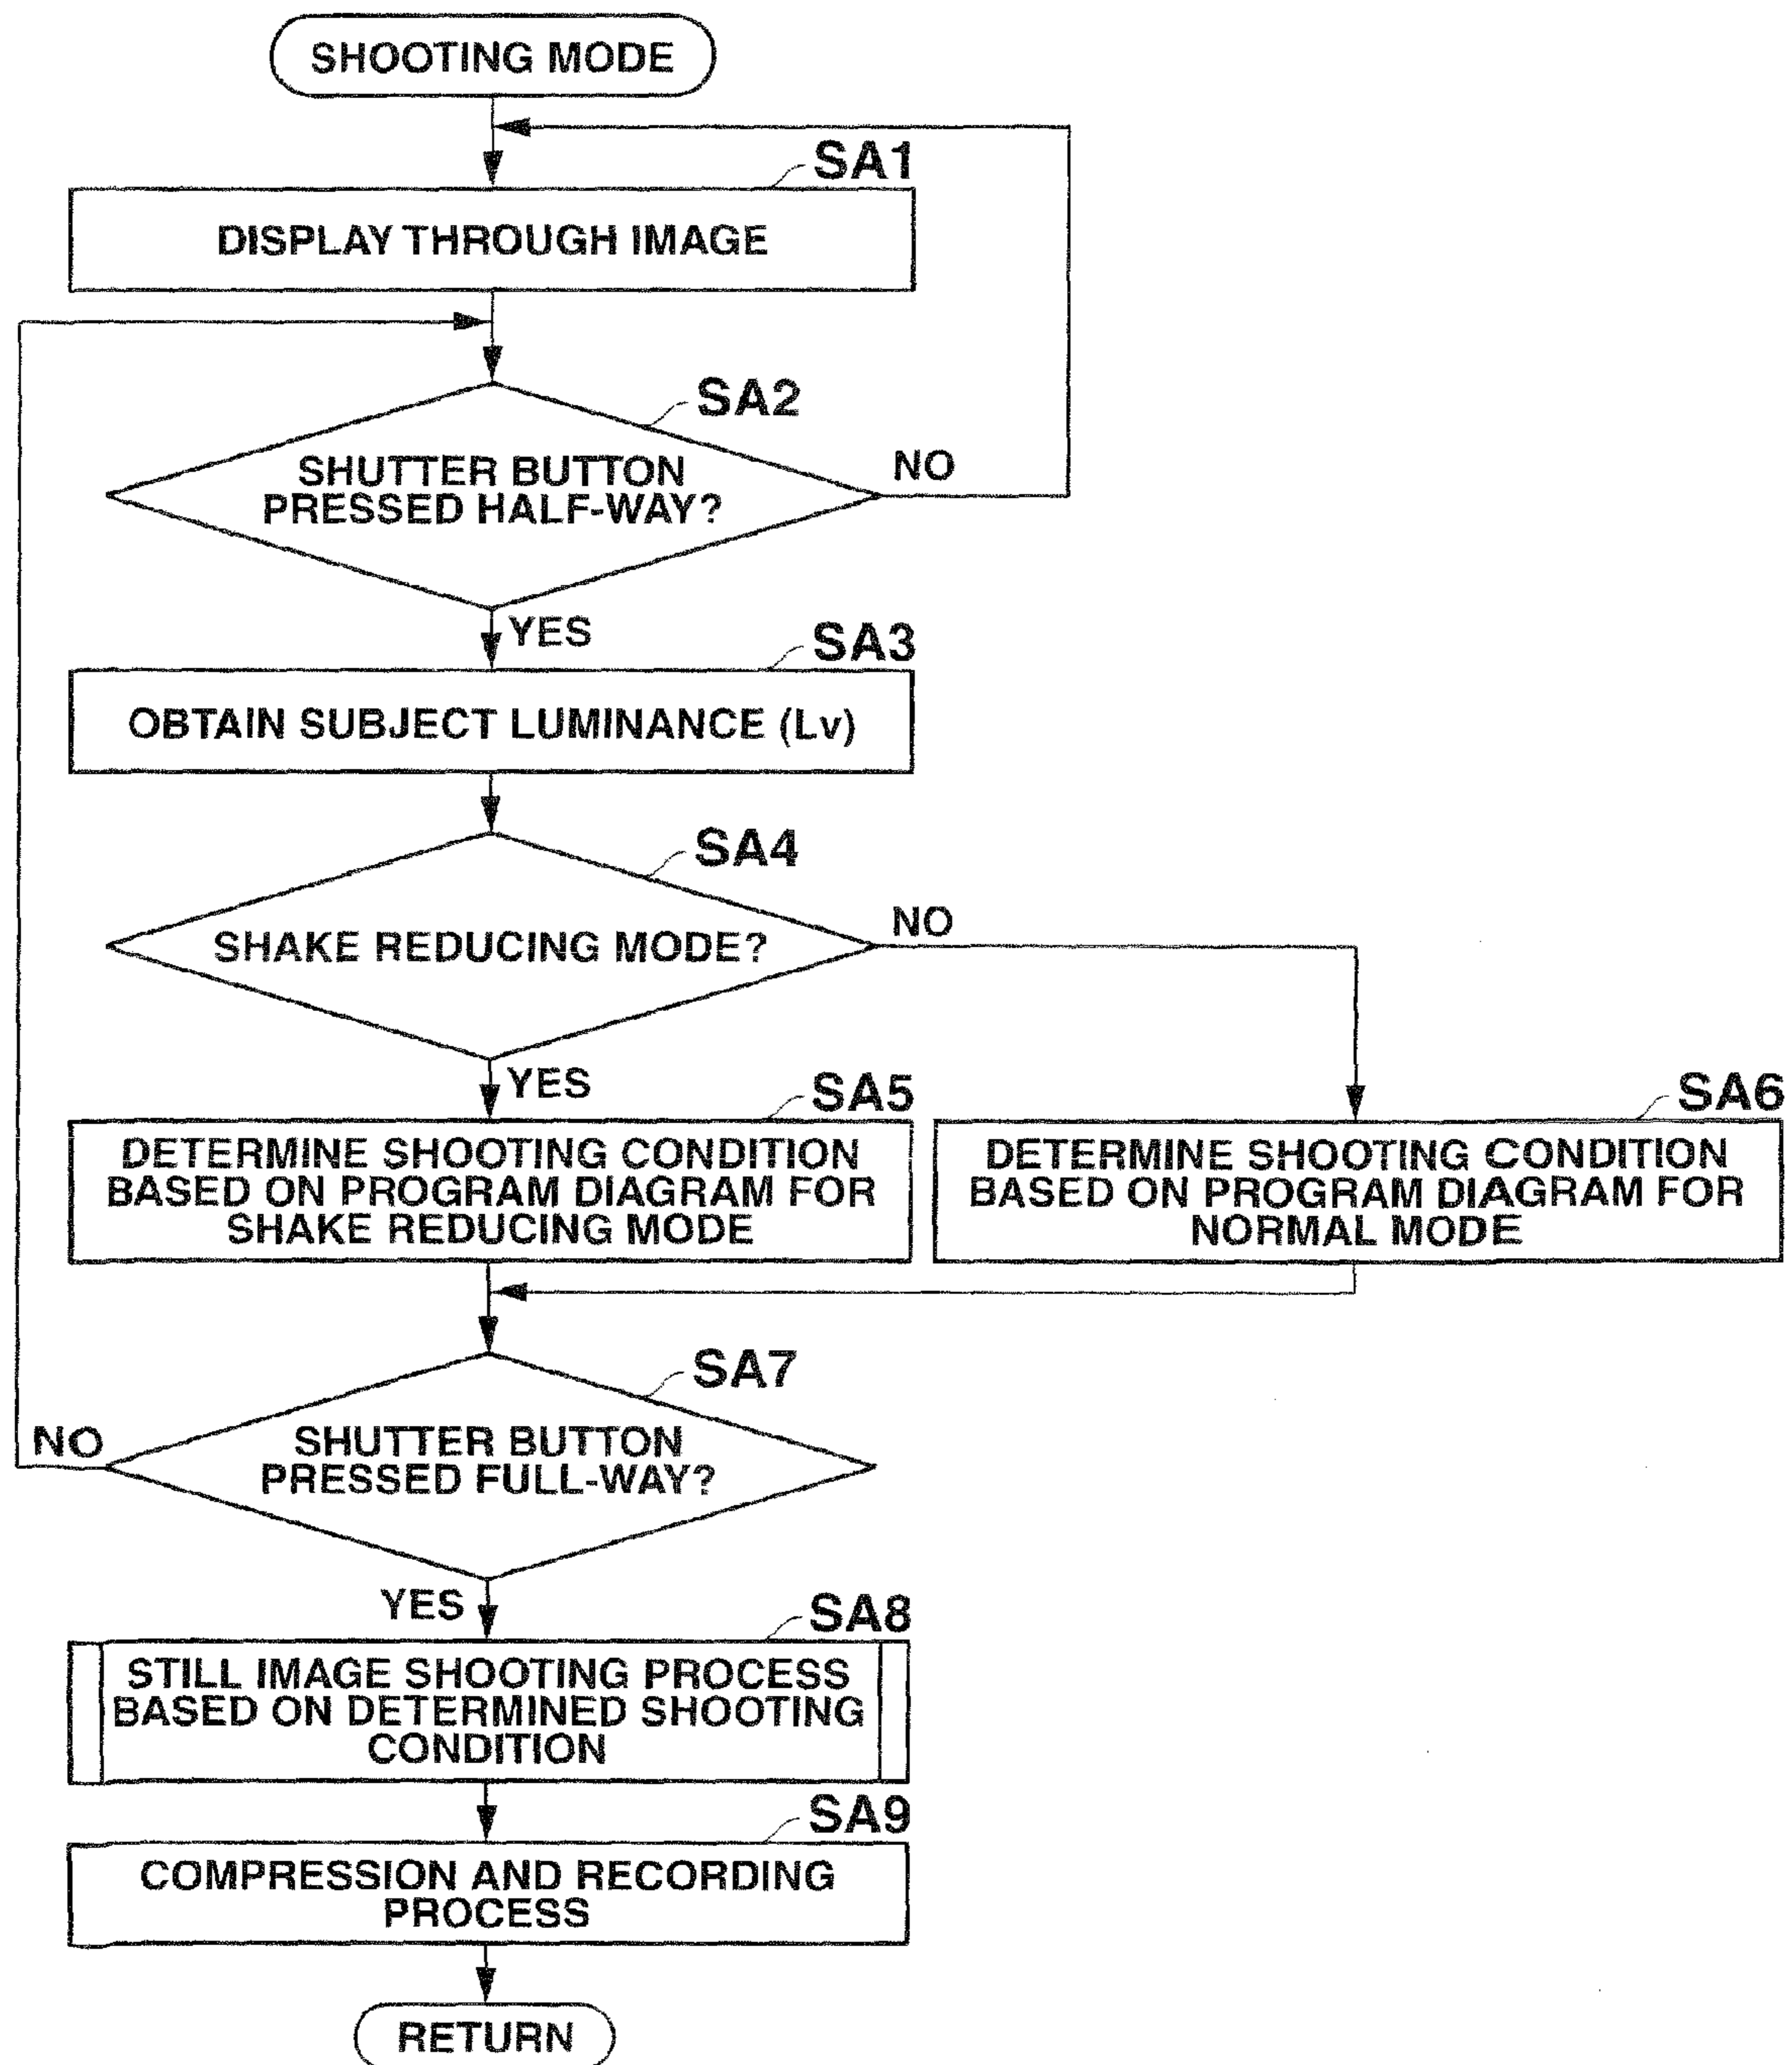 SHOOTING MODE
SA1
DISPLAY THROUGH IMAGE
SA2
SHUTTER BUTTON
PRESSED HALF-WAY?
NO
YES
SA3
OBTAIN SUBJECT LUMINANCE (Lv)
SA4
SHAKE REDUCING MODE?
NO
YES
SA5
DETERMINE SHOOTING CONDITION
BASED ON PROGRAM DIAGRAM FOR
SHAKE REDUCING MODE
SA6
DETERMINE SHOOTING CONDITION
BASED ON PROGRAM DIAGRAM FOR
NORMAL MODE
SA7
SHUTTER BUTTON
PRESSED FULL-WAY?
NO
YES
SA8
STILL IMAGE SHOOTING PROCESS
BASED ON DETERMINED SHOOTING
CONDITION
SA9
COMPRESSION AND RECORDING
PROCESS
RETURN